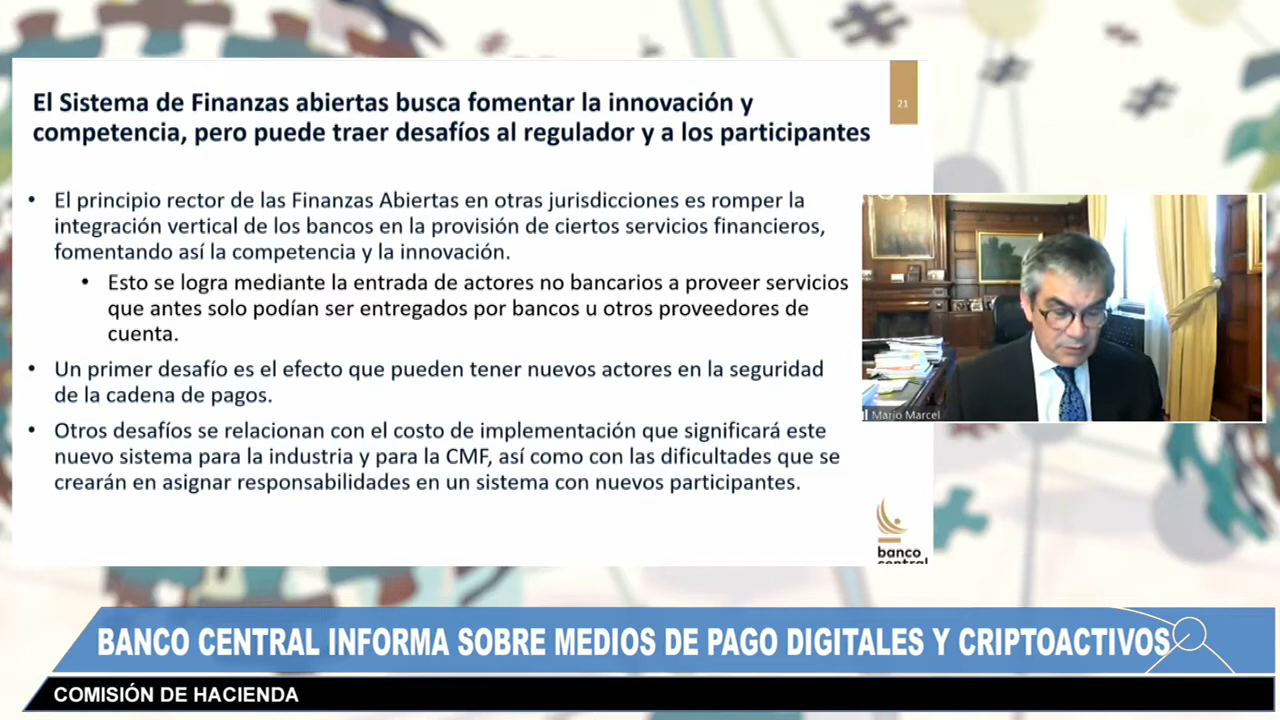 El Sistema de Finanzas abiertas busca fomentar la innovación y
competencia, pero puede traer desafíos al regulador y a los participantes
21
• El principio rector de las Finanzas Abiertas en otras jurisdicciones es romper la
integración vertical de los bancos en la provisión de ciertos servicios financieros,
fomentando así la competencia y la innovación.
• Esto se logra mediante la entrada de actores no bancarios a proveer servicios
que antes solo podían ser entregados por bancos u otros proveedores de
cuenta.
• Un primer desafío es el efecto que pueden tener nuevos actores en la seguridad
de la cadena de pagos.
• Otros desafíos se relacionan con el costo de implementación que significará este
nuevo sistema para la industria y para la CMF, así como con las dificultades que se
crearán en asignar responsabilidades en un sistema con nuevos participantes.
Mario Marcel
banco
central
BANCO CENTRAL INFORMA SOBRE MEDIOS DE PAGO DIGITALES Y CRIPTOACTIVOS
COMISIÓN DE HACIENDA